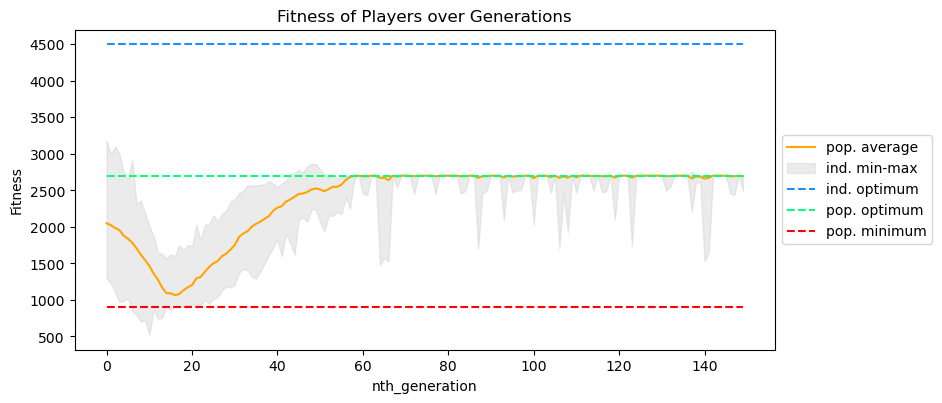 Fitness of Players over Generations
Fitness
4500
4000
3500
3000
2500
2000
1500
1000
500
0 20 40 60 80 100 120 140
nth_generation
pop. average
ind. min-max
ind. optimum
pop. optimum
pop. minimum